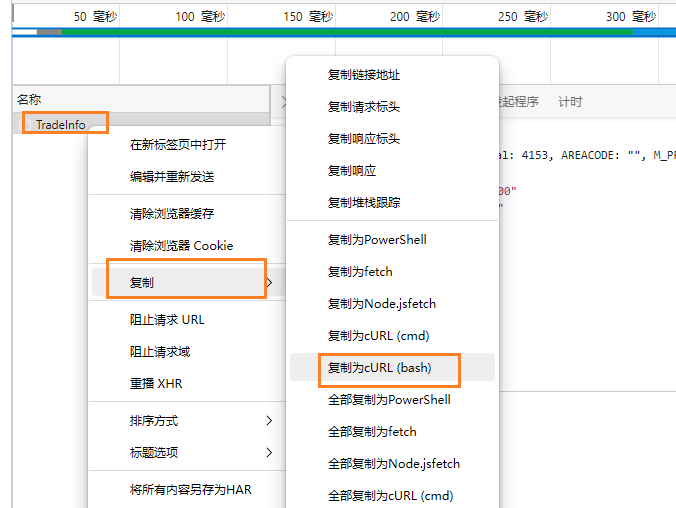 50 毫秒 100 毫秒 150 毫秒 200 毫秒 250 毫秒 300 毫秒
名称
TradeInfo
起程序 计时
al: 4153, AREACODE: "", M_PR
00"
"
在新标签页中打开
编辑并重新发送
清除浏览器缓存
清除浏览器 Cookie
复制
阻止请求 URL
阻止请求域
重播 XHR
排序方式
标题选项
将所有内容另存为HAR
复制链接地址
复制请求标头
复制响应标头
复制响应
复制堆栈跟踪
复制为PowerShell
复制为fetch
复制为Node.jsfetch
复制为cURL (cmd)
复制为cURL (bash)
全部复制为PowerShell
全部复制为fetch
全部复制为Node.jsfetch
全部复制为cURL (cmd)